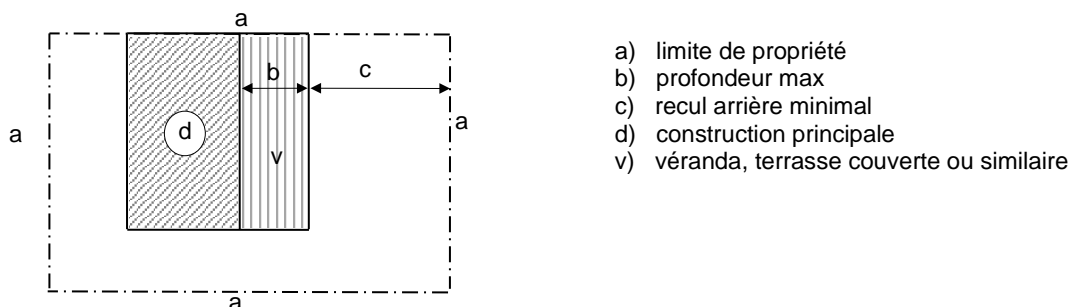 a
b
c
a
a
d
v
a
a) limite de propriété
b) profondeur max
c) recul arrière minimal
d) construction principale
v) véranda, terrasse couverte ou similaire